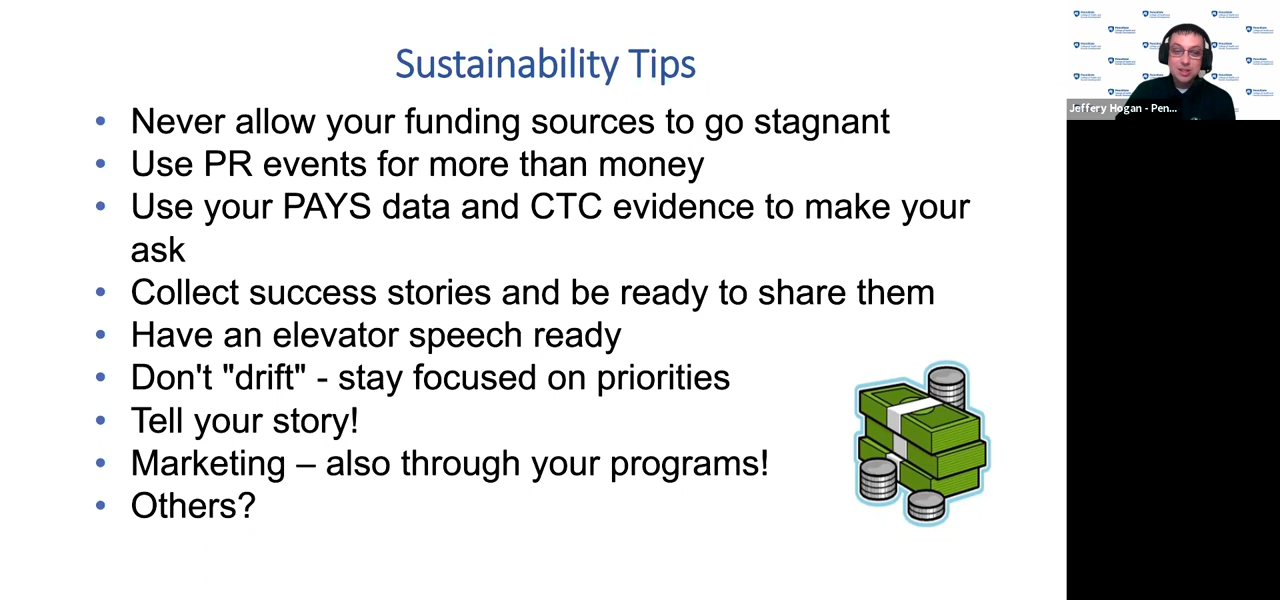 Sustainability Tips
• Never allow your funding sources to go stagnant
• Use PR events for more than money
• Use your PAYS data and CTC evidence to make your
ask
• Collect success stories and be ready to share them
• Have an elevator speech ready
• Don't "drift" - stay focused on priorities
• Tell your story!
• Marketing – also through your programs!
• Others?
Jeffery Hogan - Pen...